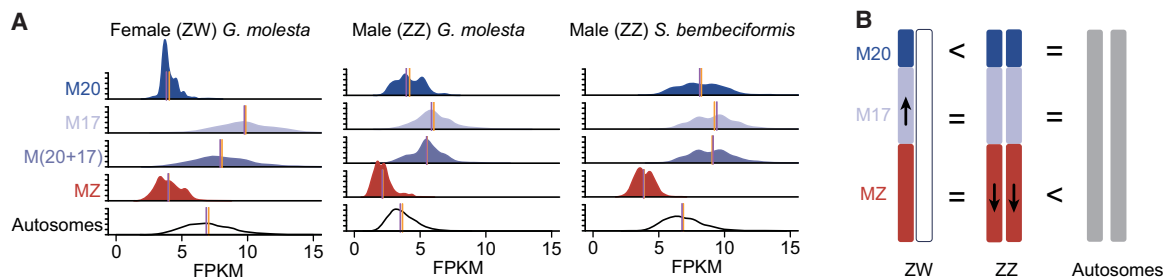 A
Female (ZW) G. molesta
Male (ZZ) G. molesta
Male (ZZ) S. bembeciformis
M20
M17
M(20+17)
MZ
Autosomes
0 5 10 15
0 5 10 15
0 5 10 15
FPKM
FPKM
FPKM
B
M20 < =
M17 = =
MZ = <
ZW ZZ Autosomes